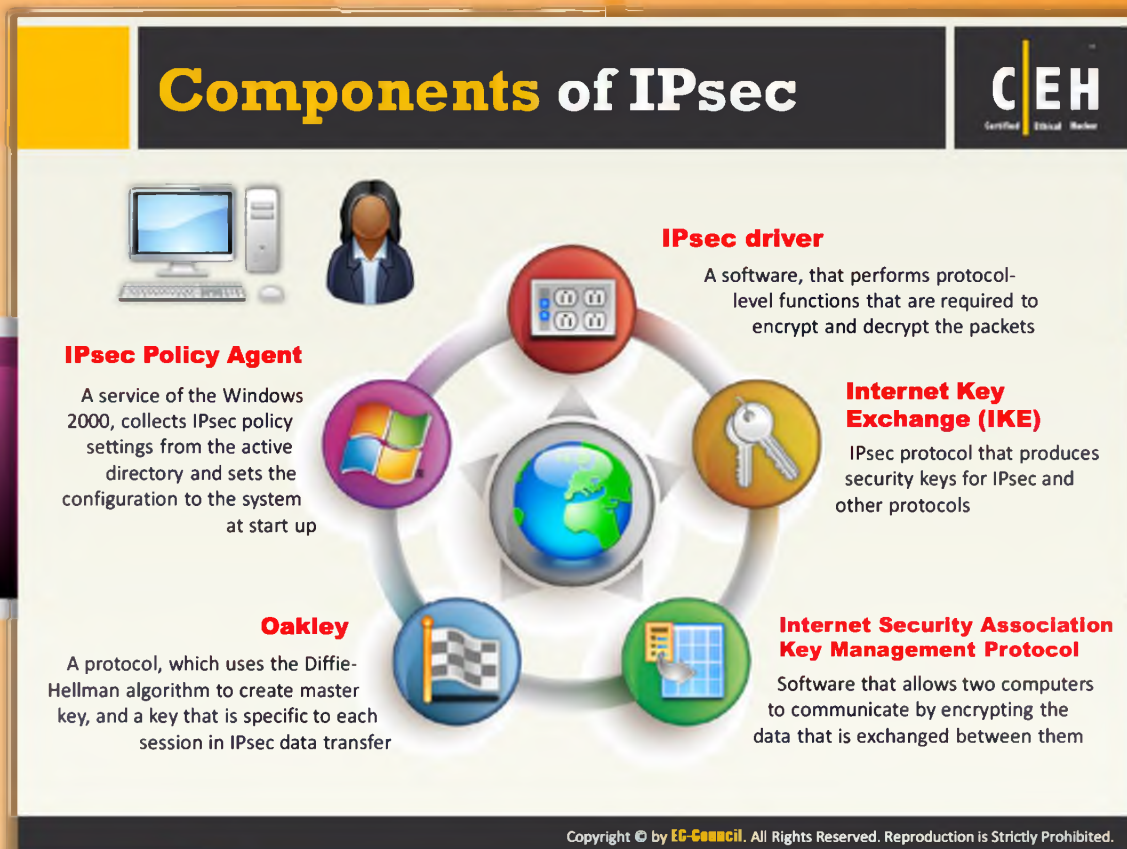 Components of IPsec
CEH
Certified Ethical Hacker
IPsec driver
A software, that performs protocol-
level functions that are required to
encrypt and decrypt the packets
IPsec Policy Agent
A service of the Windows
2000, collects IPsec policy
settings from the active
directory and sets the
configuration to the system
at start up
Internet Key
Exchange (IKE)
IPsec protocol that produces
security keys for IPsec and
other protocols
Oakley
A protocol, which uses the Diffie-
Hellman algorithm to create master
key, and a key that is specific to each
session in IPsec data transfer
Internet Security Association
Key Management Protocol
Software that allows two computers
to communicate by encrypting the
data that is exchanged between them
Copyright © by EC-Council. All Rights Reserved. Reproduction is Strictly Prohibited.